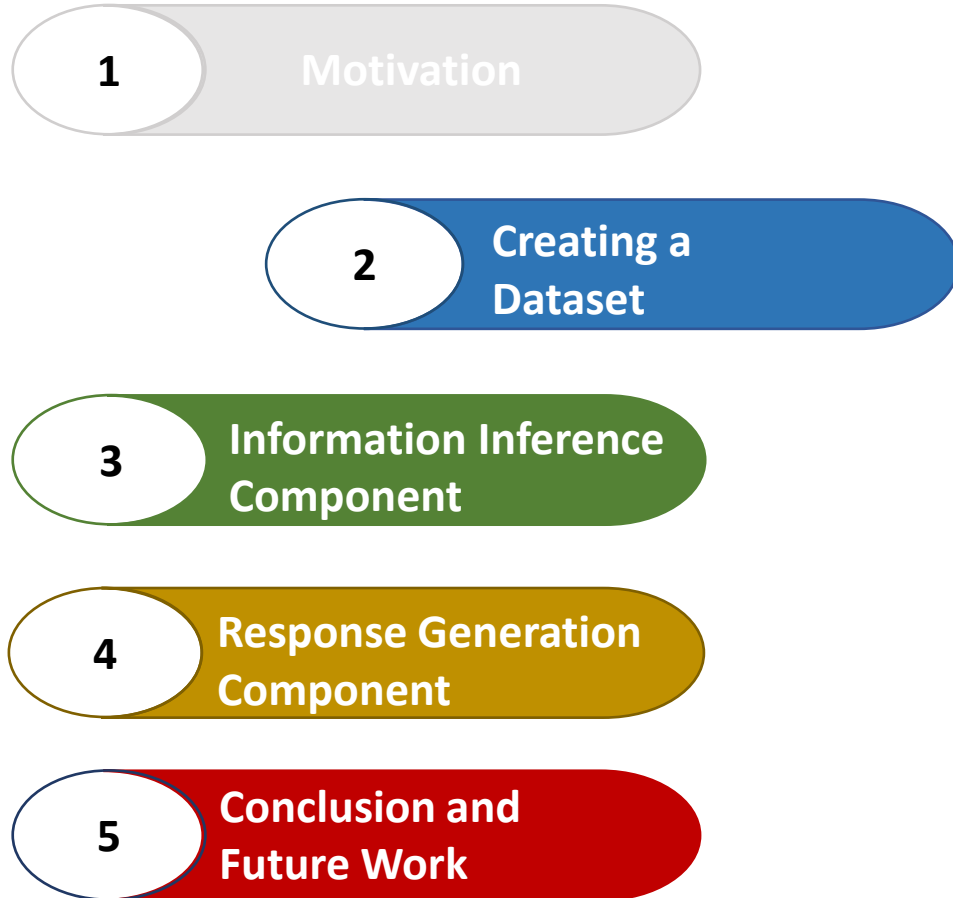 1
Motivation
2
Creating a
Dataset
3
Information Inference
Component
4
Response Generation
Component
5
Conclusion and
Future Work